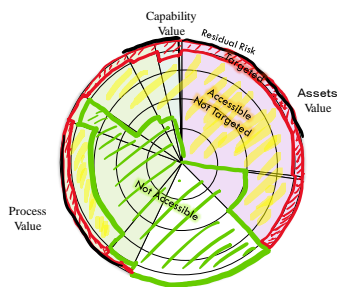 Capability
Value
Residual Risk
Targeted
Assets
Value
Accessible
Not Targeted
Not Accessible
Process
Value